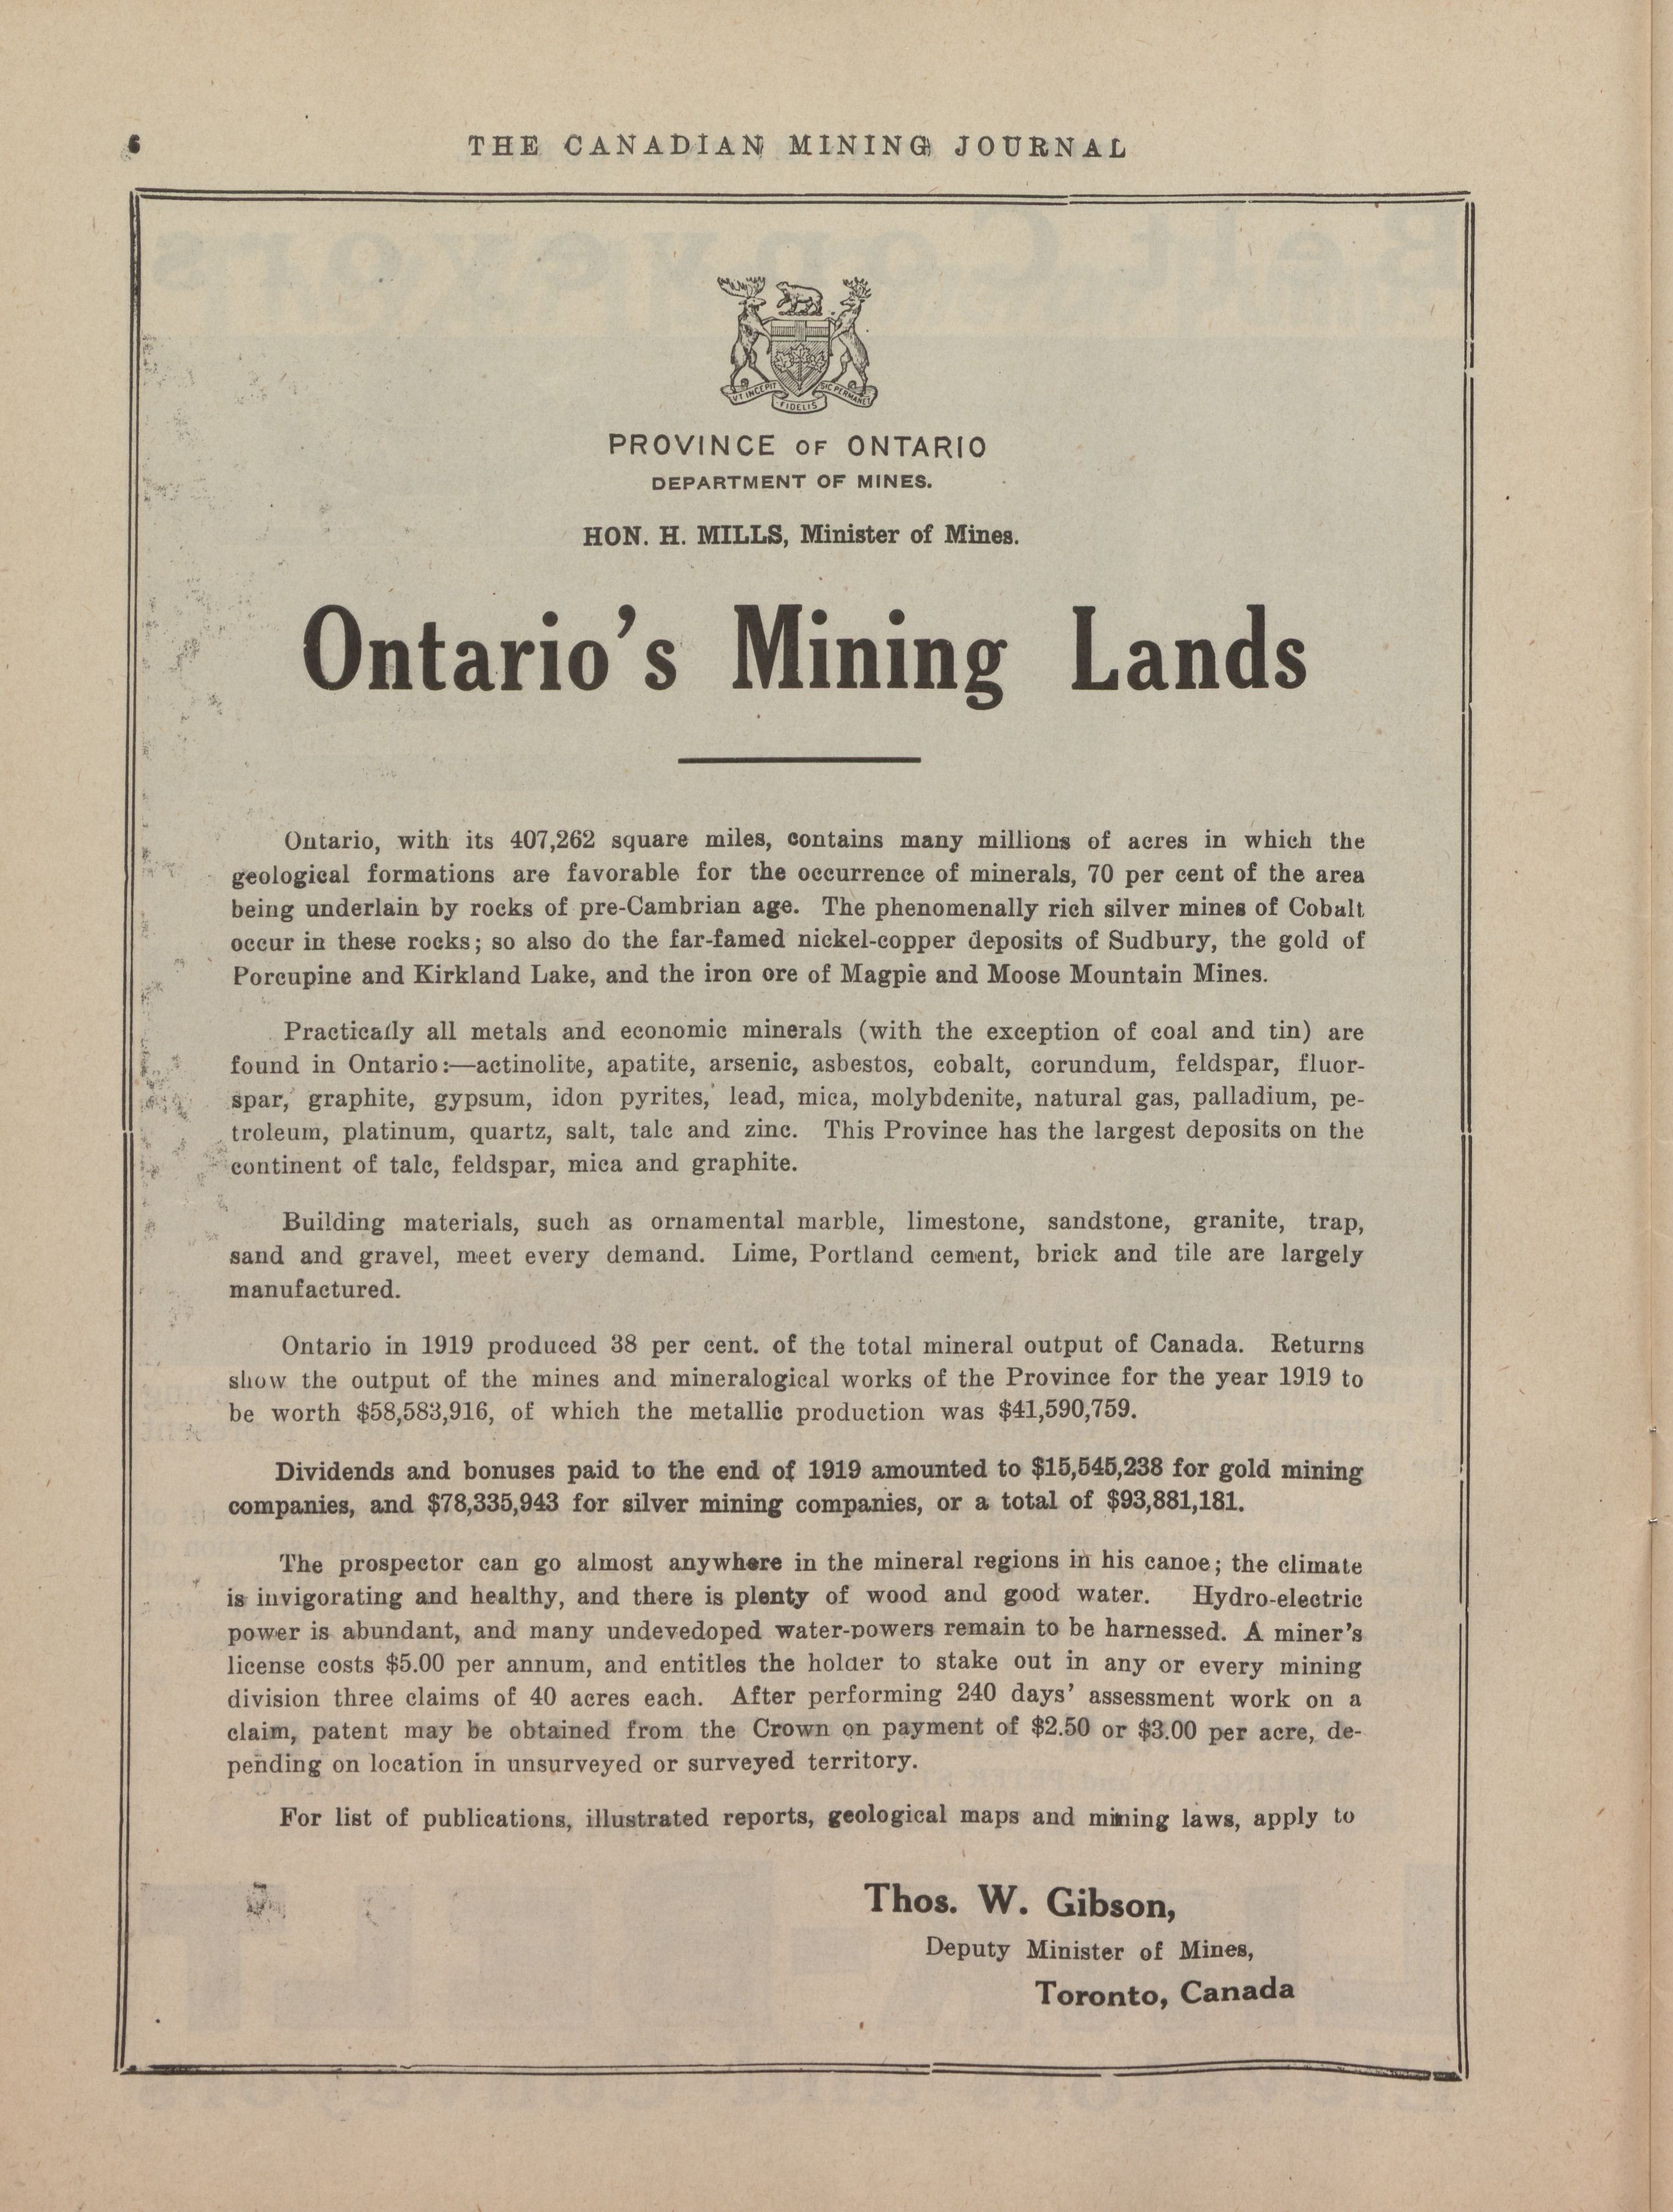 6
THE CANADIAN MINING JOURNAL
VT INCEPIT
FIDELIS
SIC PERMANET
PROVINCE OF ONTARIO
DEPARTMENT OF MINES.
HON. H. MILLS, Minister of Mines.
Ontario's Mining Lands
Ontario, with its 407,262 square miles, contains many millions of acres in which the
geological formations are favorable for the occurrence of minerals, 70 per cent of the area
being underlain by rocks of pre-Cambrian age. The phenomenally rich silver mines of Cobalt
occur in these rocks; so also do the far-famed nickel-copper deposits of Sudbury, the gold of
Porcupine and Kirkland Lake, and the iron ore of Magpie and Moose Mountain Mines.
Practically all metals and economic minerals (with the exception of coal and tin) are
found in Ontario:—actinolite, apatite, arsenic, asbestos, cobalt, corundum, feldspar, fluor-
spar, graphite, gypsum, idon pyrites, lead, mica, molybdenite, natural gas, palladium, pe-
troleum, platinum, quartz, salt, talc and zinc. This Province has the largest deposits on the
continent of talc, feldspar, mica and graphite.
Building materials, such as ornamental marble, limestone, sandstone, granite, trap,
sand and gravel, meet every demand. Lime, Portland cement, brick and tile are largely
manufactured.
Ontario in 1919 produced 38 per cent. of the total mineral output of Canada. Returns
show the output of the mines and mineralogical works of the Province for the year 1919 to
be worth $58,583,916, of which the metallic production was $41,590,759.
Dividends and bonuses paid to the end of 1919 amounted to $15,545,238 for gold mining
companies, and $78,335,943 for silver mining companies, or a total of $93,881,181.
The prospector can go almost anywhere in the mineral regions in his canoe; the climate
is invigorating and healthy, and there is plenty of wood and good water. Hydro-electric
power is abundant, and many undevedoped water-powers remain to be harnessed. A miner's
license costs $5.00 per annum, and entitles the holder to stake out in any or every mining
division three claims of 40 acres each. After performing 240 days' assessment work on a
claim, patent may be obtained from the Crown on payment of $2.50 or $3.00 per acre, de-
pending on location in unsurveyed or surveyed territory.
For list of publications, illustrated reports, geological maps and mining laws, apply to
Thos. W. Gibson,
Deputy Minister of Mines,
Toronto, Canada